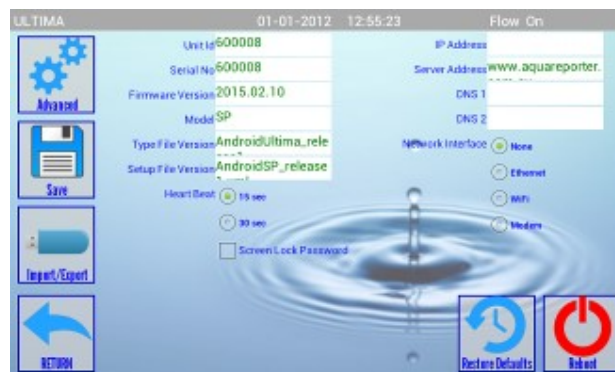 ULTIMA 01-01-2012 12:55:23 Flow On
Advanced
Save
Import/Export
RETURN
Unit Id 600008
Serial No 600008
Firmware Version 2015.02.10
Model SP
Type File Version AndroidUltima_rele
Setup File Version AndroidSP_release
Heart Beat 15 sec
30 sec
Screen Lock Password
IP Address
Server Address www.aquareporter.
DNS 1
DNS 2
Network Interface None
Ethernet
WiFi
Modem
Restore Defaults
Reboot